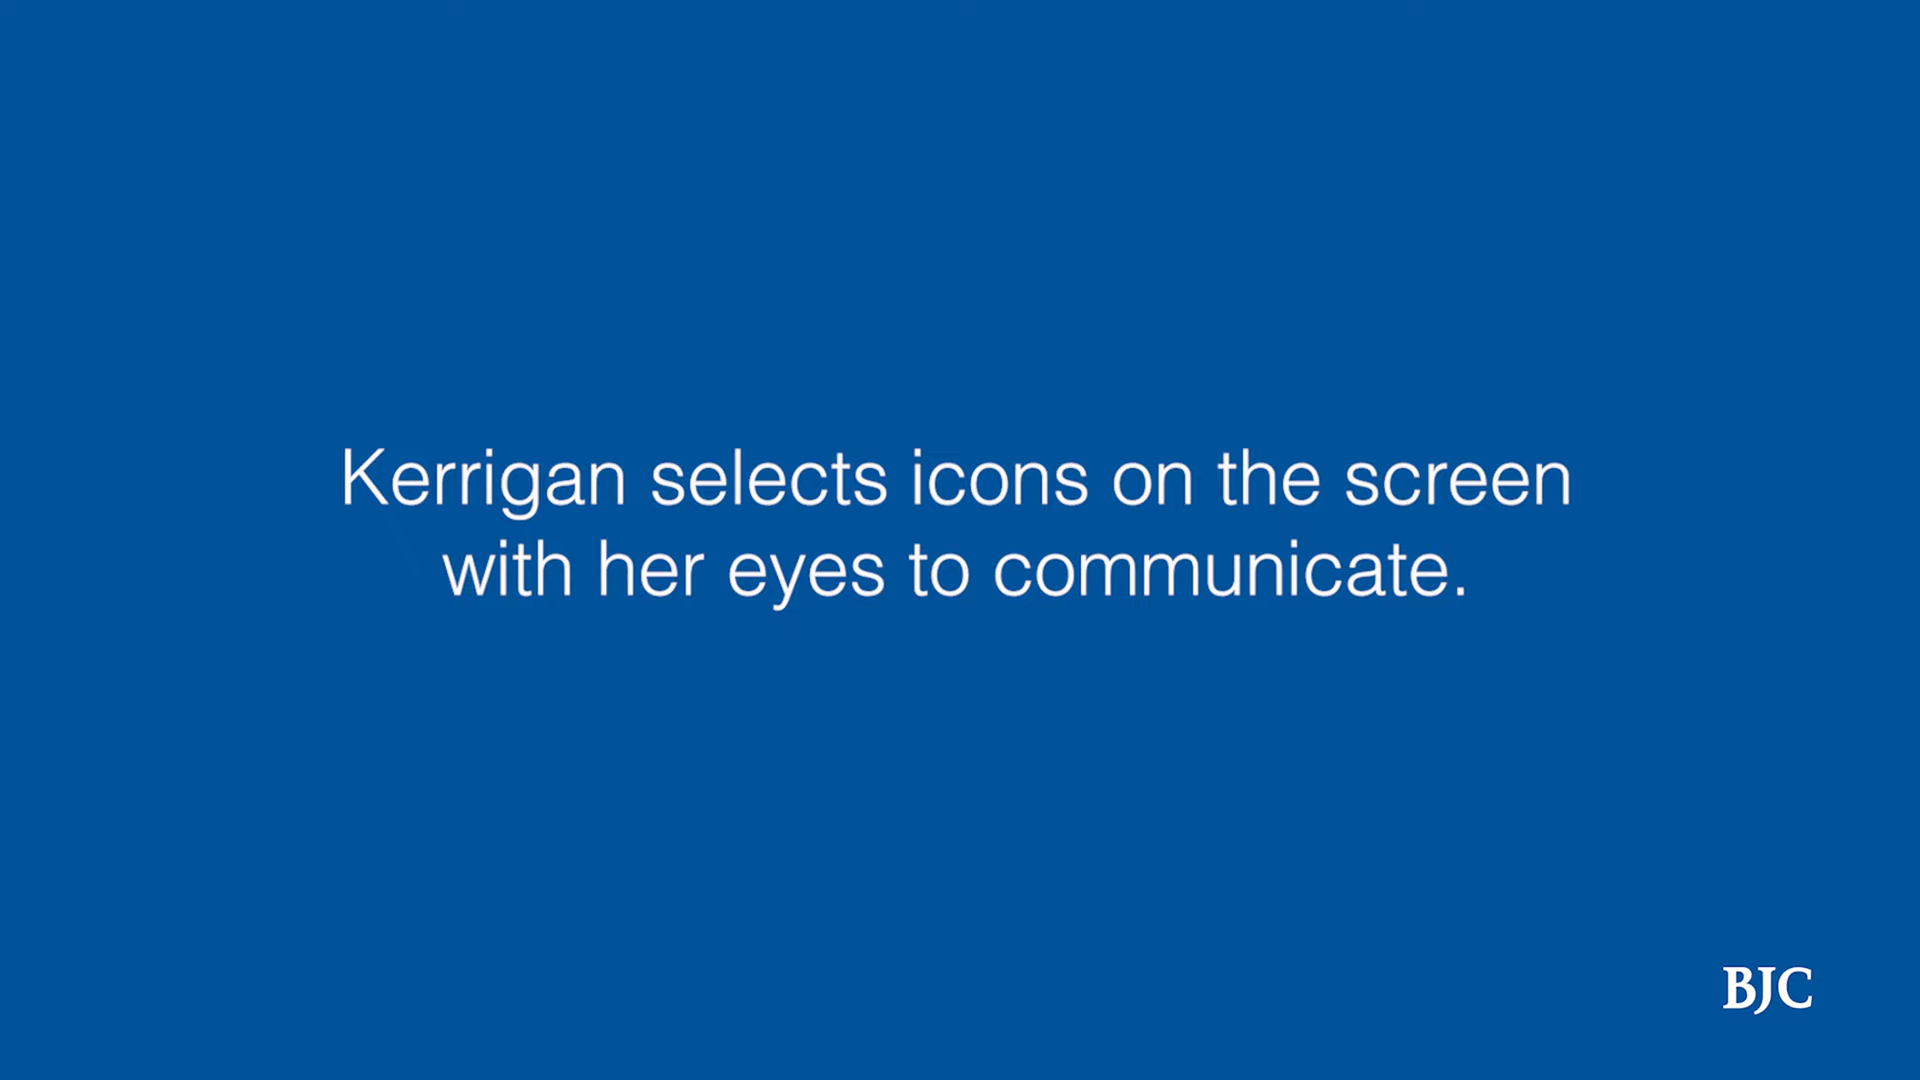 Kerrigan selects icons on the screen
with her eyes to communicate.
BJC